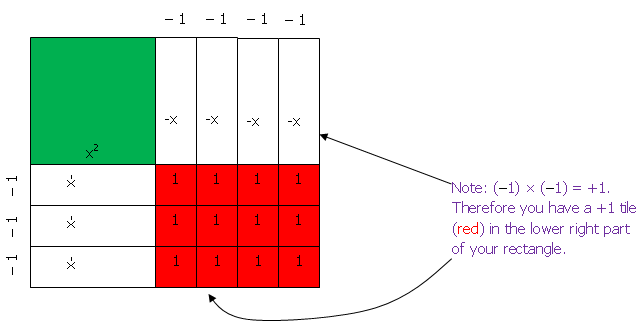 − 1 − 1 − 1 − 1
-x -x -x -x
x²
− 1 -x 1 1 1 1
− 1 -x 1 1 1 1
− 1 -x 1 1 1 1
Note: (−1) × (−1) = +1.
Therefore you have a +1 tile
(red) in the lower right part
of your rectangle.